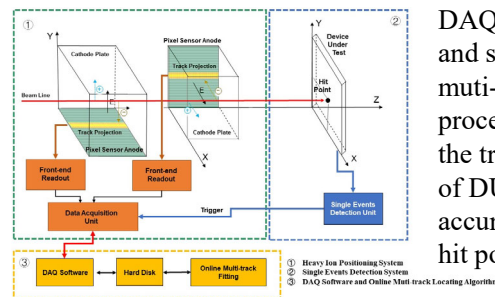 ①
②
Y
Cathode Plate
Pixel Sensor Anode
Track Projection
E
Beam Line
Track Projection
Pixel Sensor Anode
X
Cathode Plate
X
Y
Device
Under
Test
Hit
Point
Z
X
Front-end
Readout
Front-end
Readout
Data Acquisition
Unit
Trigger
Single Events
Detection Unit
③
DAQ Software
Hard Disk
Online Multi-track
Fitting
① Heavy Ion Positioning System
② Single Events Detection System
③ DAQ Software and Online Muti-track Locating Algorithm
DAQ
and s
muti-
proce
the tr
of DU
accur
hit po